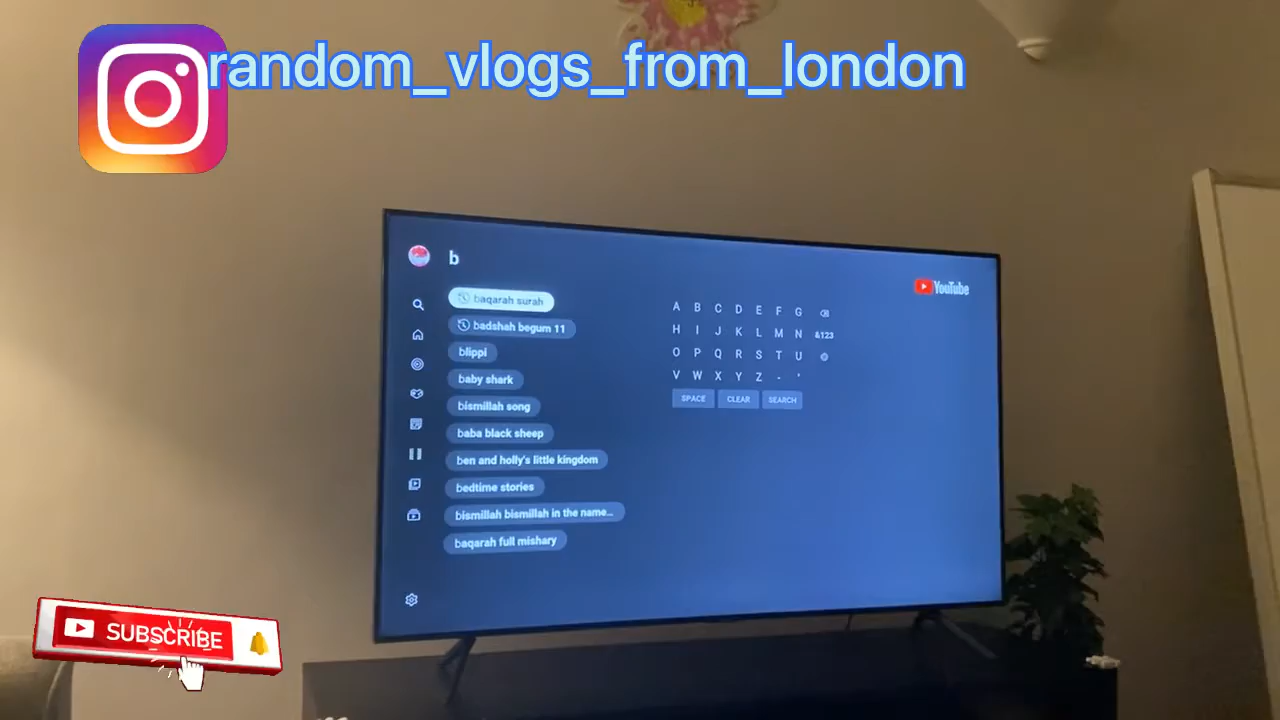 random_vlogs_from_london
b
YouTube
baqarah surah
badshah begum 11
blippi
baby shark
bismillah song
baba black sheep
ben and holly's little kingdom
bedtime stories
bismillah bismillah in the name...
baqarah full mishary
A B C D E F G
H I J K L M N &123
O P Q R S T U
V W X Y Z - '
SPACE CLEAR SEARCH
SUBSCRIBE